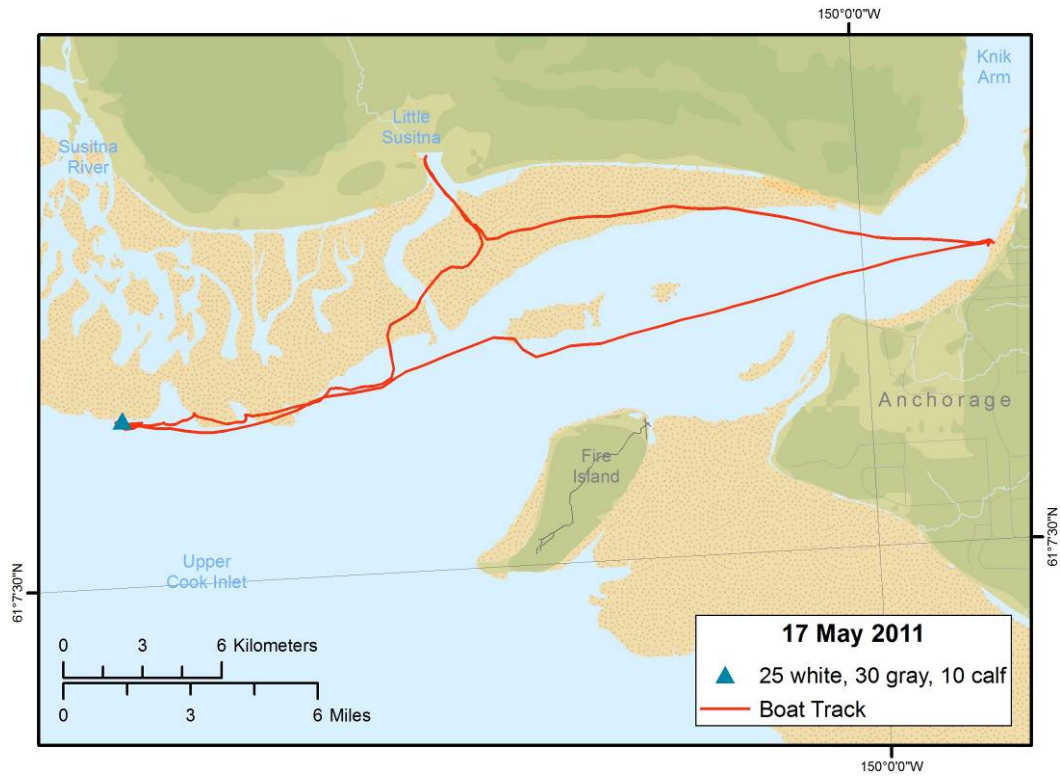 150°0'0"W
Knik
Arm
Little
Susitna
Susitna
River
Anchorage
Fire
Island
Upper
Cook Inlet
61°7'30"N
61°7'30"N
0 3 6 Kilometers
0 3 6 Miles
17 May 2011
25 white, 30 gray, 10 calf
Boat Track
150°0'0"W